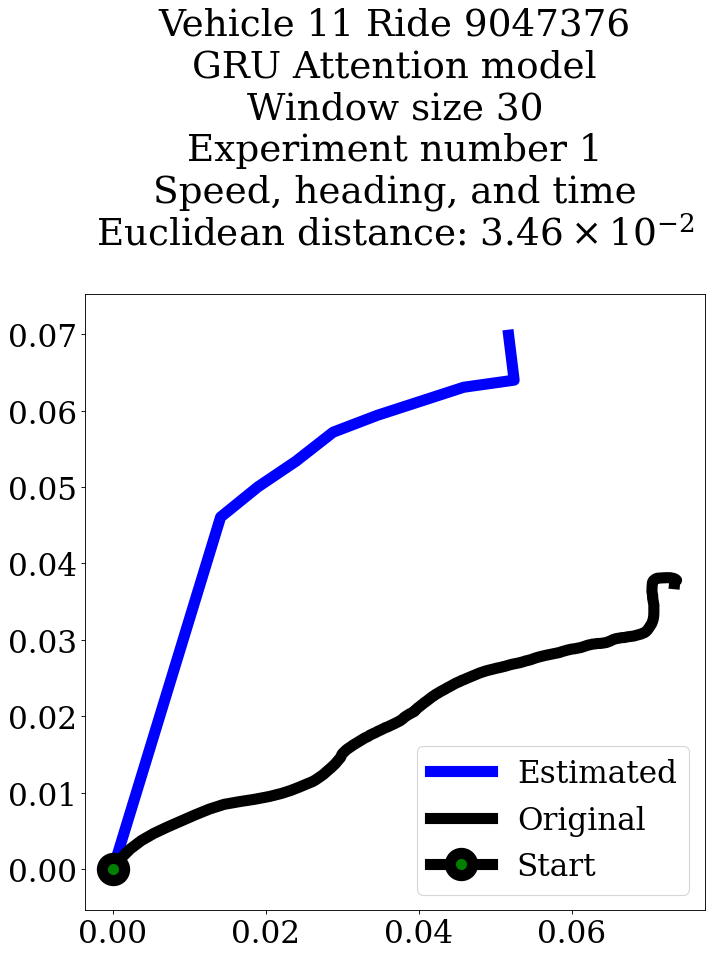 Vehicle 11 Ride 9047376
GRU Attention model
Window size 30
Experiment number 1
Speed, heading, and time
Euclidean distance: 3.46 × 10⁻²
0.07
0.06
0.05
0.04
0.03
0.02
0.01
0.00
Estimated
Original
Start
0.00 0.02 0.04 0.06